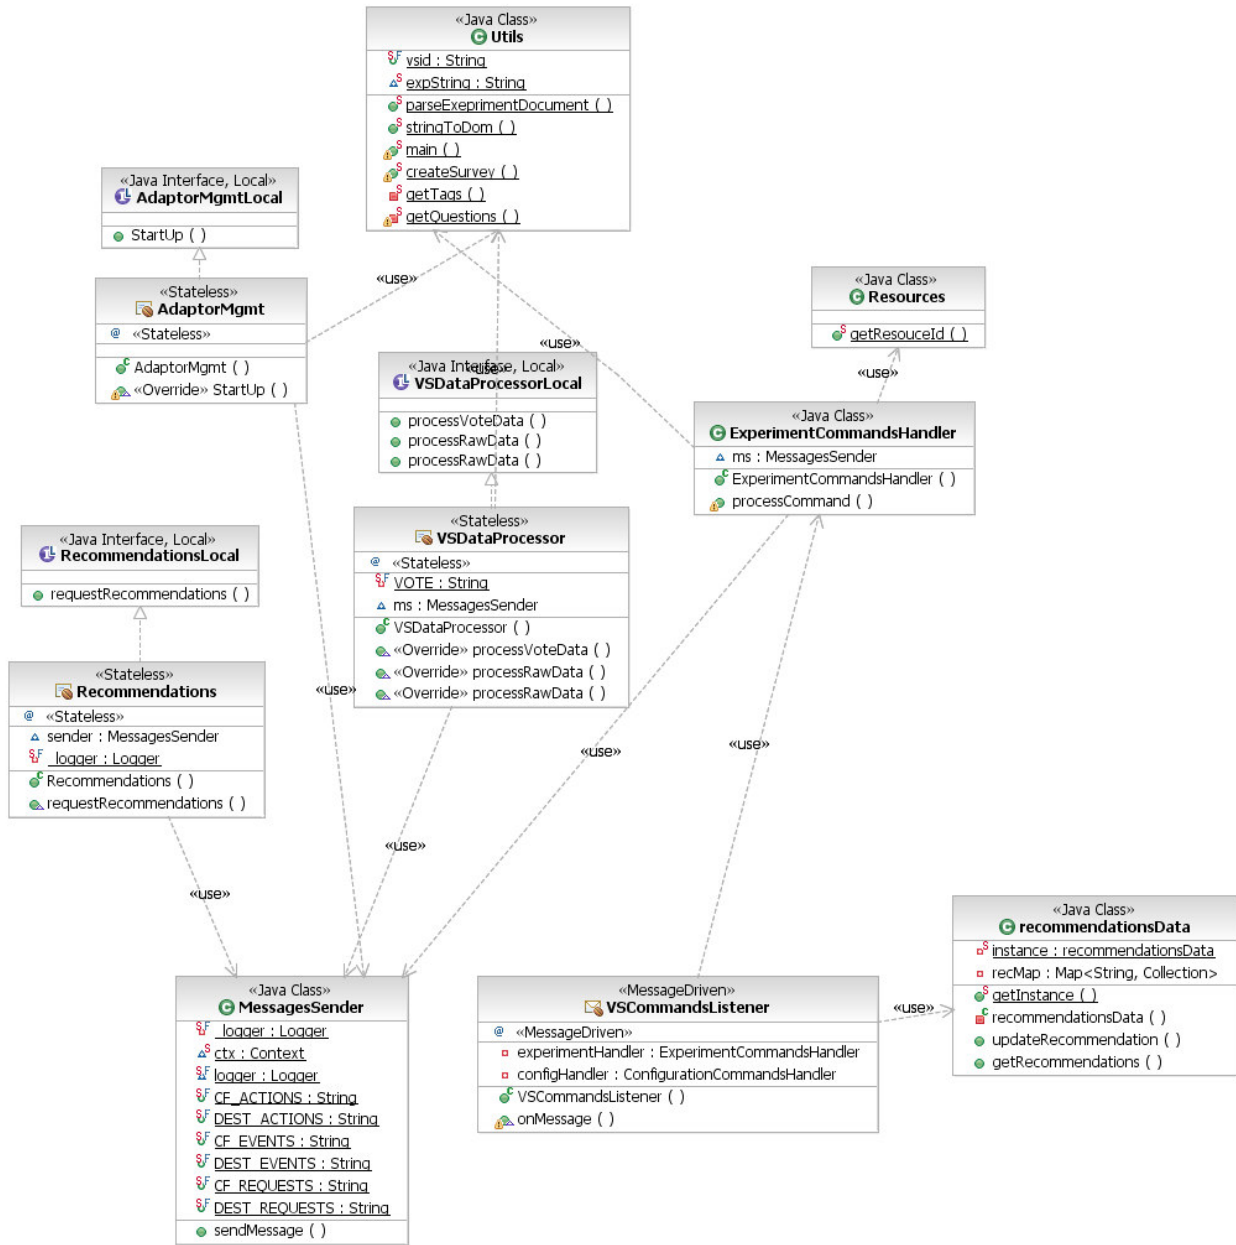 «Java Class»
Utils
vsid : String
expString : String
parseExeprimentDocument ( )
stringToDom ( )
main ( )
createSurvey ( )
getTags ( )
getQuestions ( )
«Java Interface, Local»
AdaptorMgmtLocal
StartUp ( )
«use»
«Stateless»
AdaptorMgmt
«Stateless»
AdaptorMgmt ( )
«Override» StartUp ( )
«Java Class»
Resources
getResouceId ( )
«use»
«use»
«use»
«Java Interface, Local»
VSDataProcessorLocal
processVoteData ( )
processRawData ( )
processRawData ( )
«Java Class»
ExperimentCommandsHandler
ms : MessagesSender
ExperimentCommandsHandler ( )
processCommand ( )
«Java Interface, Local»
RecommendationsLocal
requestRecommendations ( )
«Stateless»
VSDataProcessor
«Stateless»
VOTE : String
ms : MessagesSender
VSDataProcessor ( )
«Override» processVoteData ( )
«Override» processRawData ( )
«Override» processRawData ( )
«Stateless»
Recommendations
«Stateless»
sender : MessagesSender
_logger : Logger
Recommendations ( )
requestRecommendations ( )
«use»
«use»
«use»
«use»
«use»
«Java Class»
MessagesSender
_logger : Logger
ctx : Context
logger : Logger
CF_ACTIONS : String
DEST_ACTIONS : String
CF_EVENTS : String
DEST_EVENTS : String
CF_REQUESTS : String
DEST_REQUESTS : String
sendMessage ( )
«MessageDriven»
VSCommandsListener
«MessageDriven»
experimentHandler : ExperimentCommandsHandler
configHandler : ConfigurationCommandsHandler
VSCommandsListener ( )
onMessage ( )
«use»
«Java Class»
recommendationsData
instance : recommendationsData
recMap : Map<String, Collection>
getInstance ( )
recommendationsData ( )
updateRecommendation ( )
getRecommendations ( )